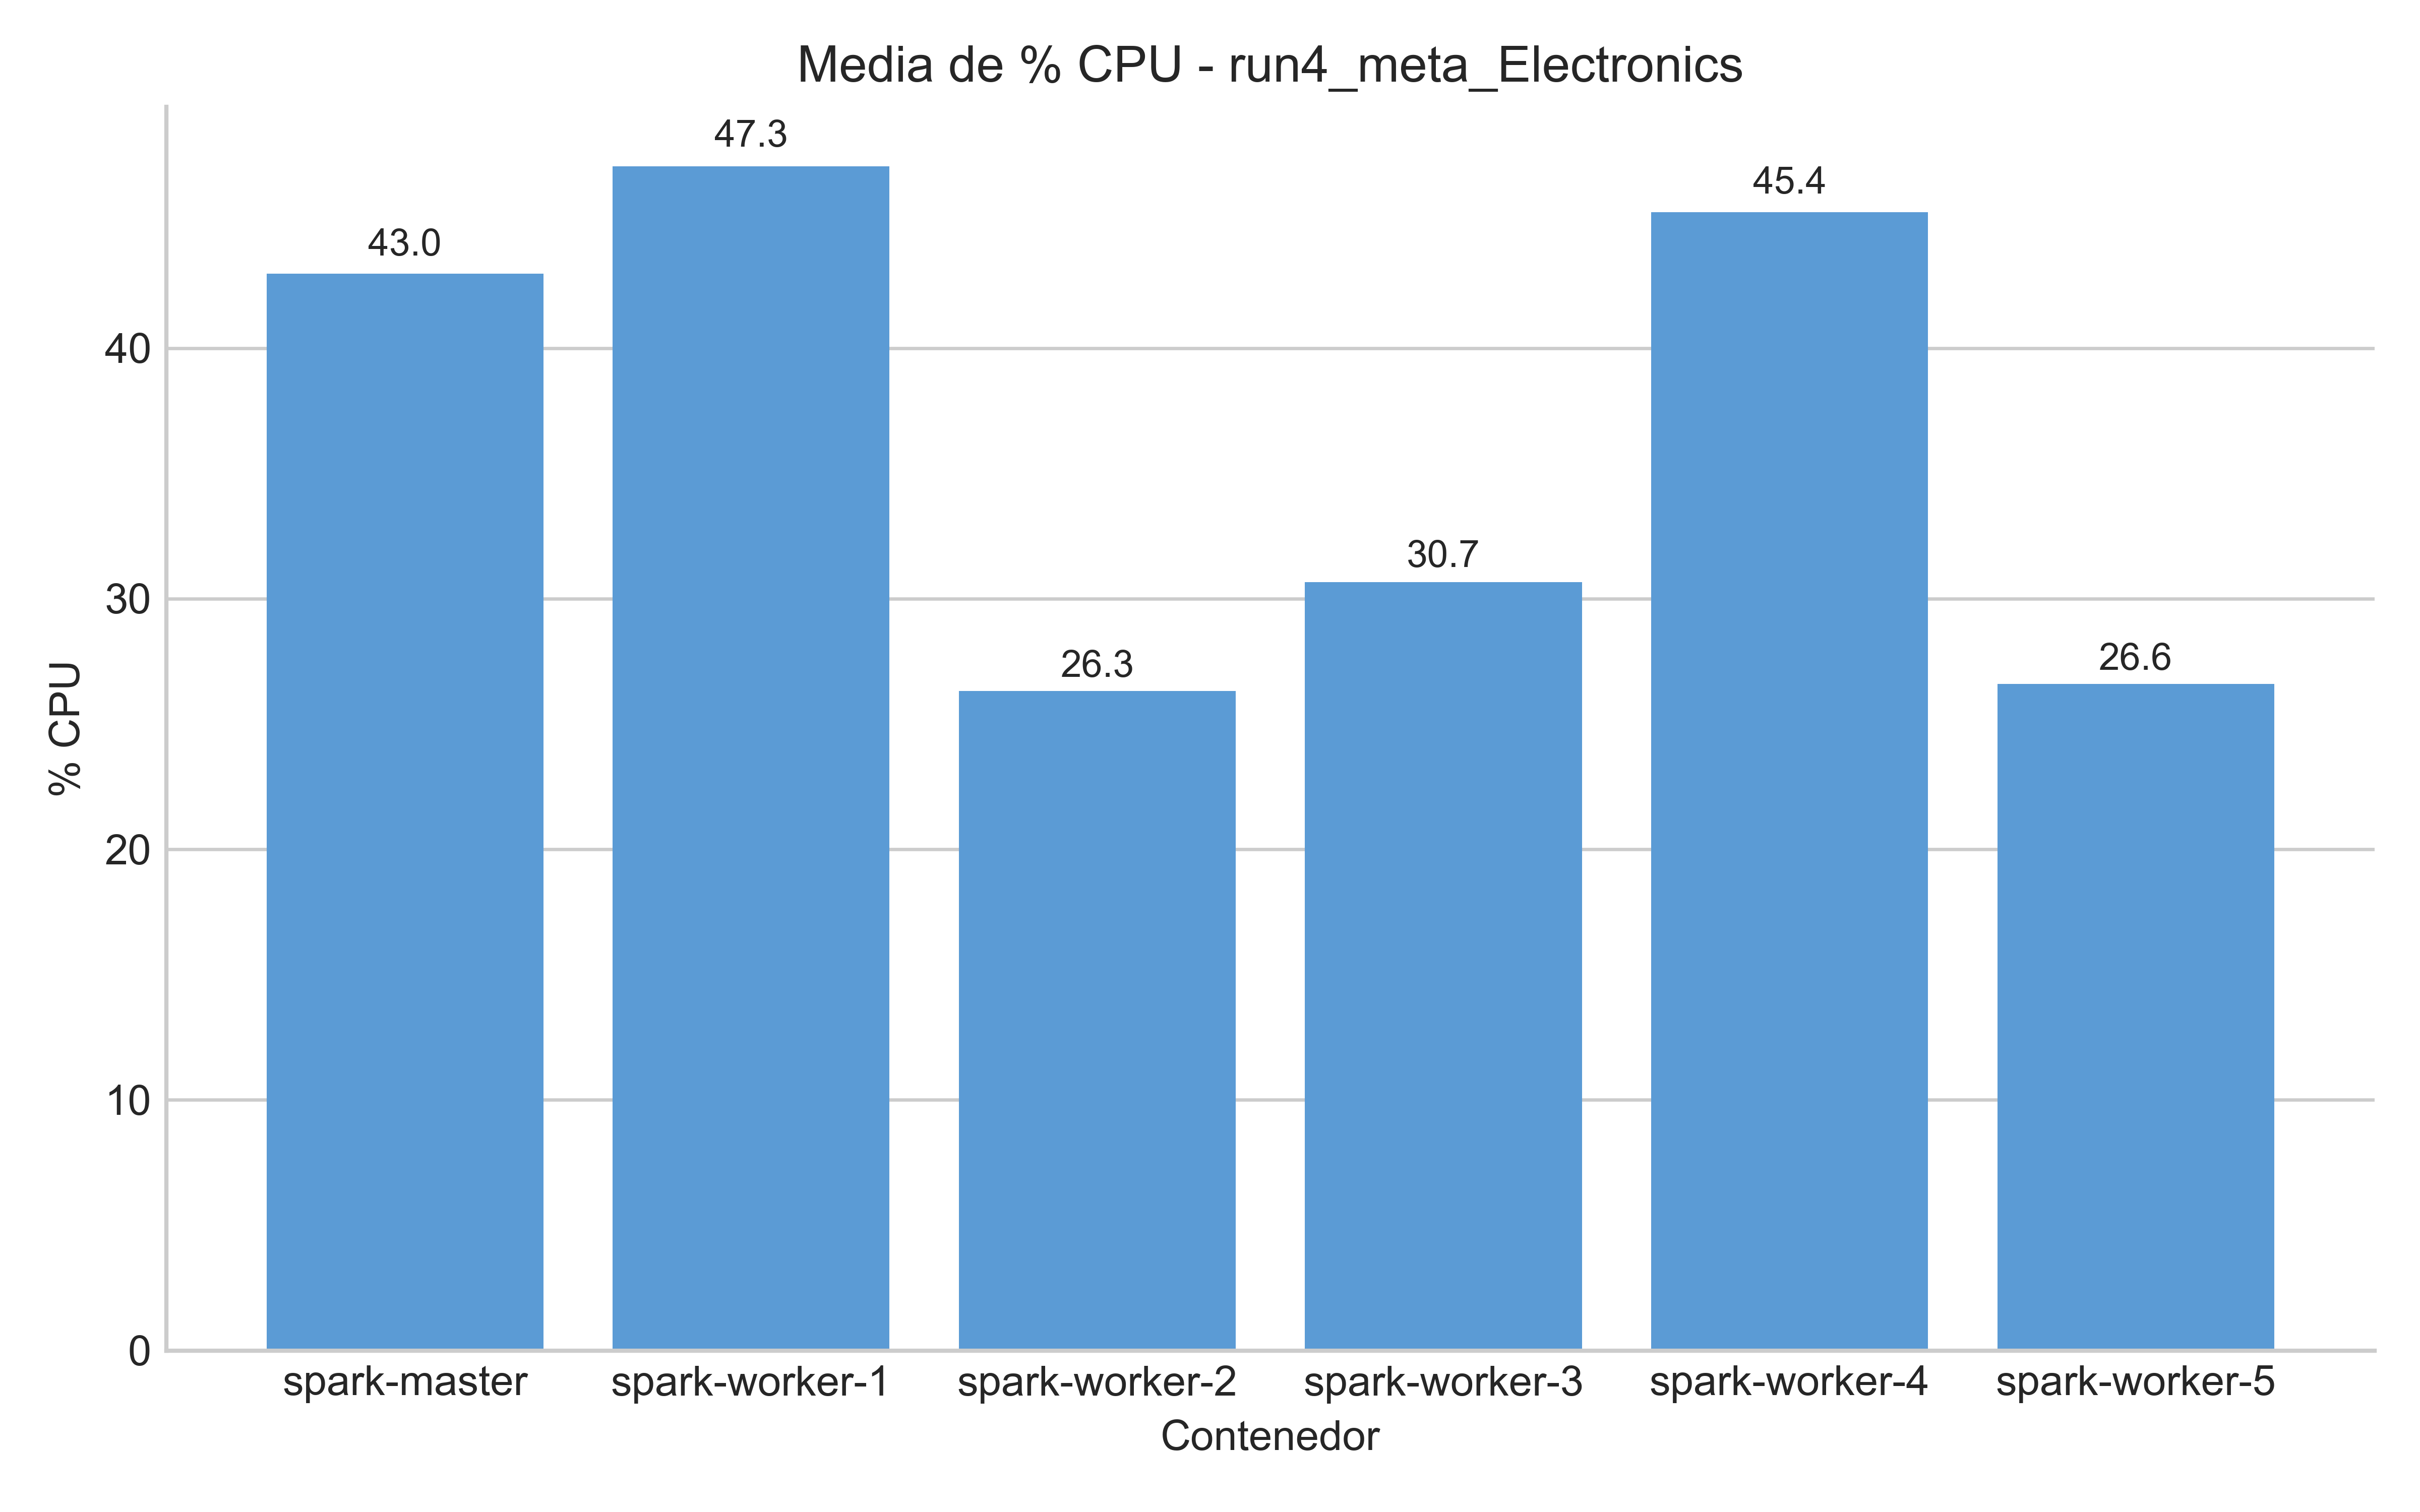 Media de % CPU - run4_meta_Electronics
47.3
45.4
43.0
40
30.7
30
26.3
26.6
% CPU
20
10
0
spark-master spark-worker-1 spark-worker-2 spark-worker-3 spark-worker-4 spark-worker-5
Contenedor